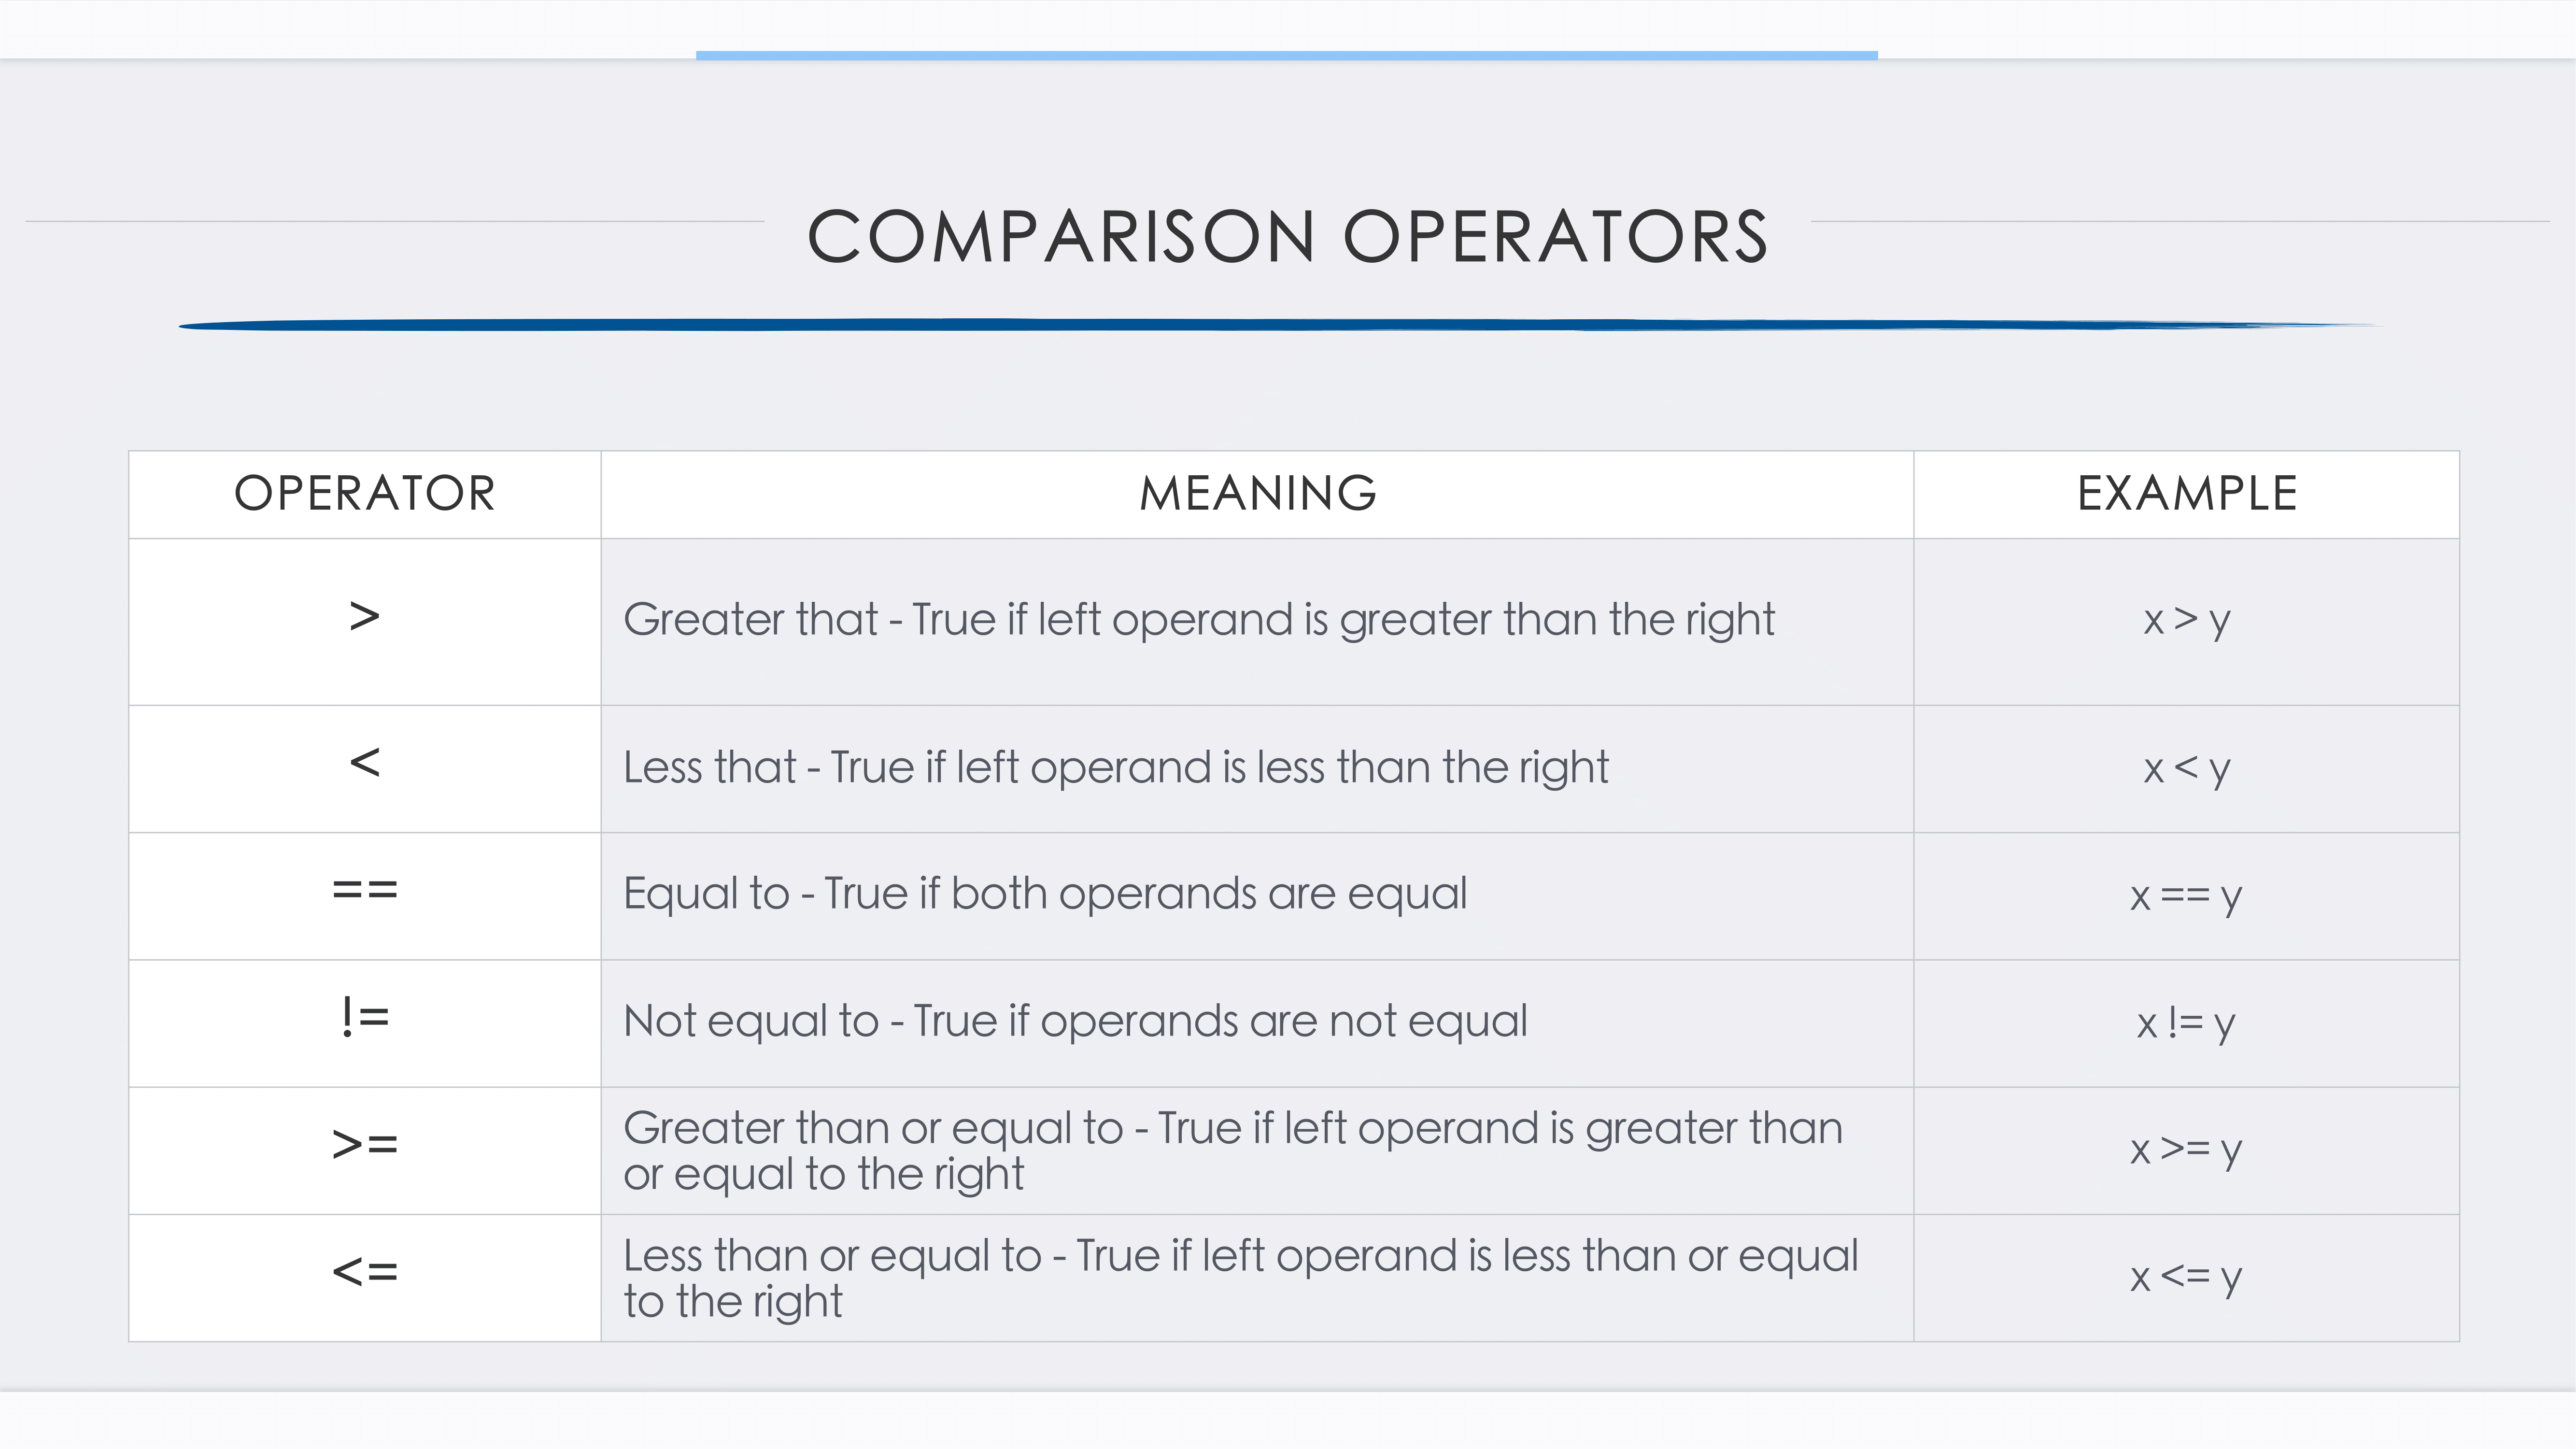 COMPARISON OPERATORS
OPERATOR MEANING EXAMPLE
> Greater that - True if left operand is greater than the right x > y
< Less that - True if left operand is less than the right x < y
== Equal to - True if both operands are equal x == y
!= Not equal to - True if operands are not equal x != y
>= Greater than or equal to - True if left operand is greater than
or equal to the right x >= y
<= Less than or equal to - True if left operand is less than or equal
to the right x <= y